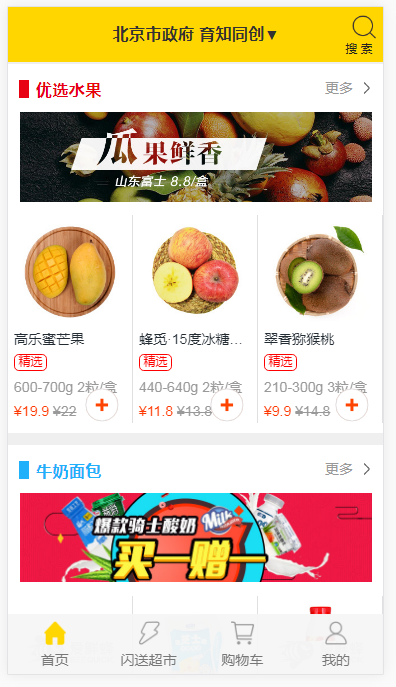 北京市政府 育知同创▼
搜 索
优选水果
更多
瓜果鲜香
山东富士 8.8/盒
高乐蜜芒果
蜂觅·15度冰糖...
翠香猕猴桃
精选
精选
精选
600-700g 2粒/盒
440-640g 2粒/盒
210-300g 3粒/盒
¥19.9 ¥22
¥11.8 ¥13.8
¥9.9 ¥14.8
牛奶面包
更多
爆款骑士酸奶
Milk
买一赠一
首页
闪送超市
购物车
我的